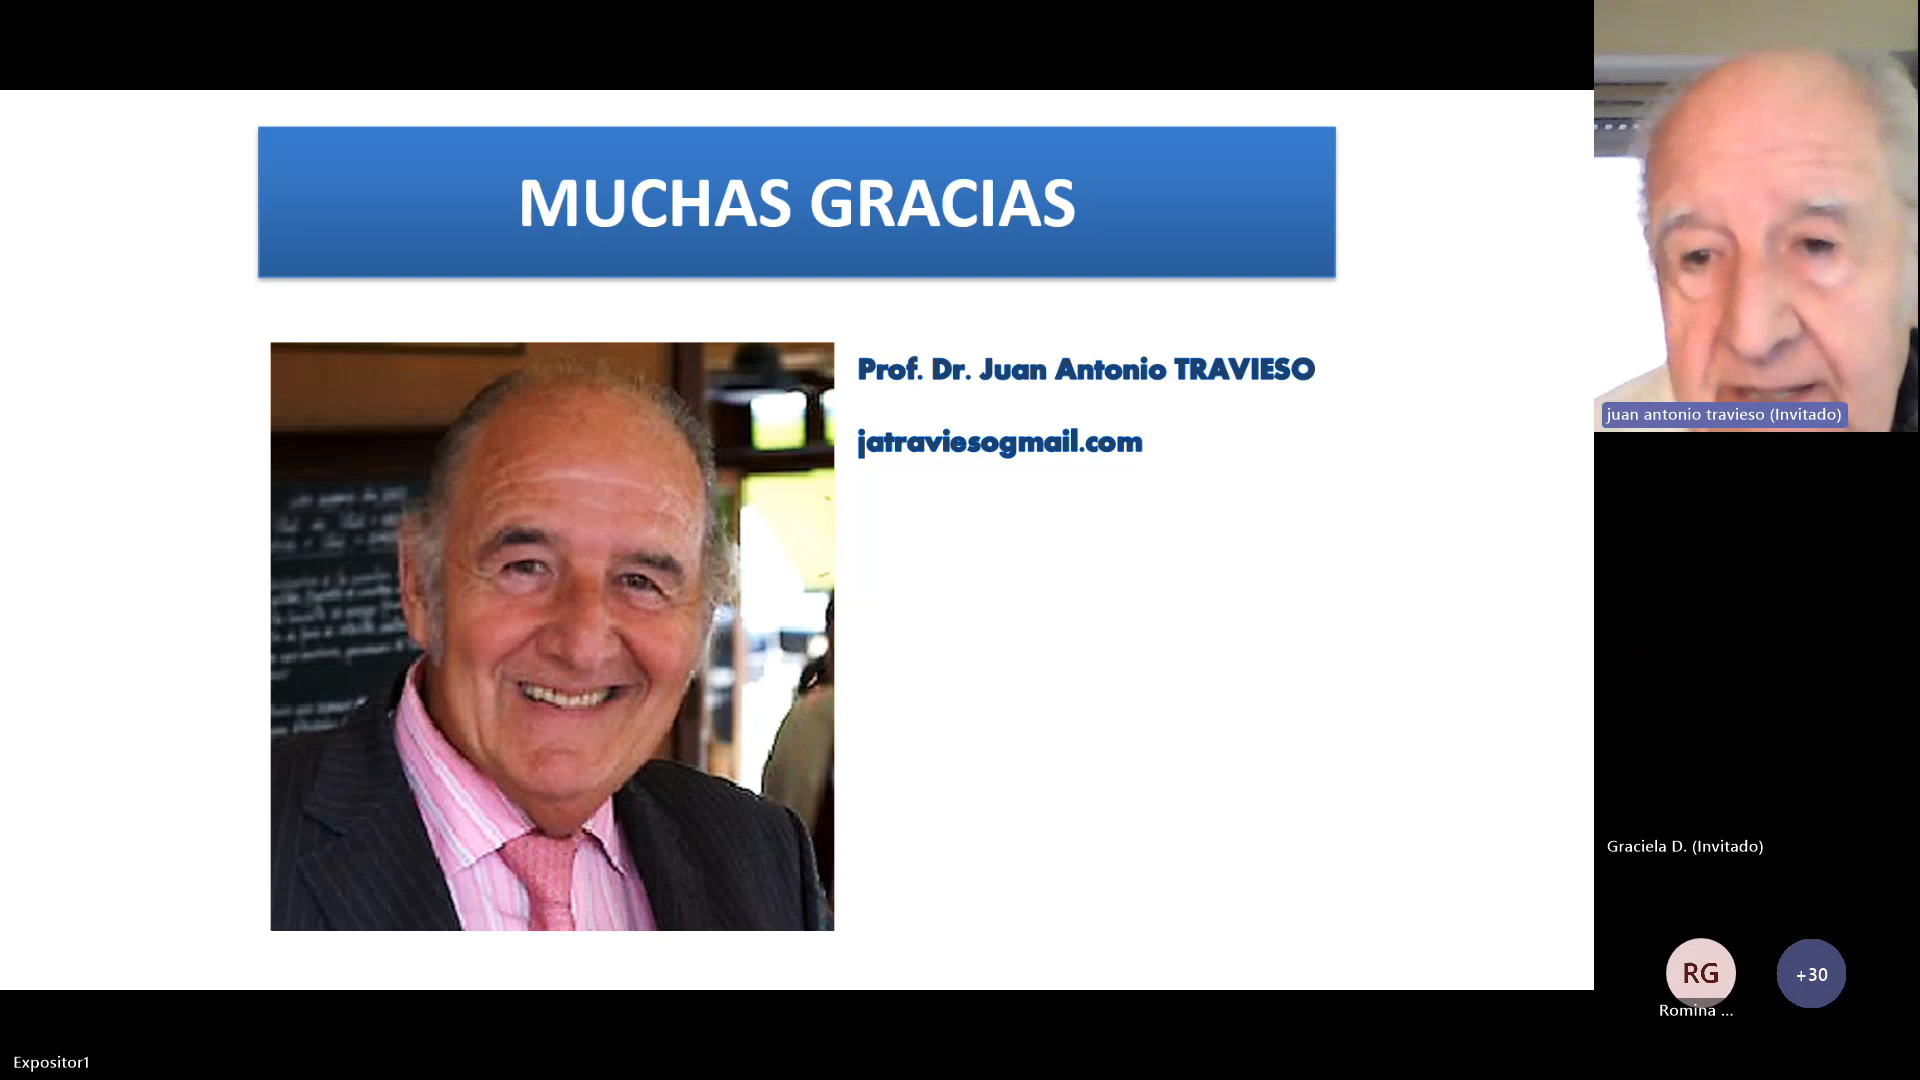 MUCHAS GRACIAS
Prof. Dr. Juan Antonio TRAVIESO
jatraviesogmail.com
juan antonio travieso (Invitado)
Graciela D. (Invitado)
RG
+30
Romina ...
Expositor1